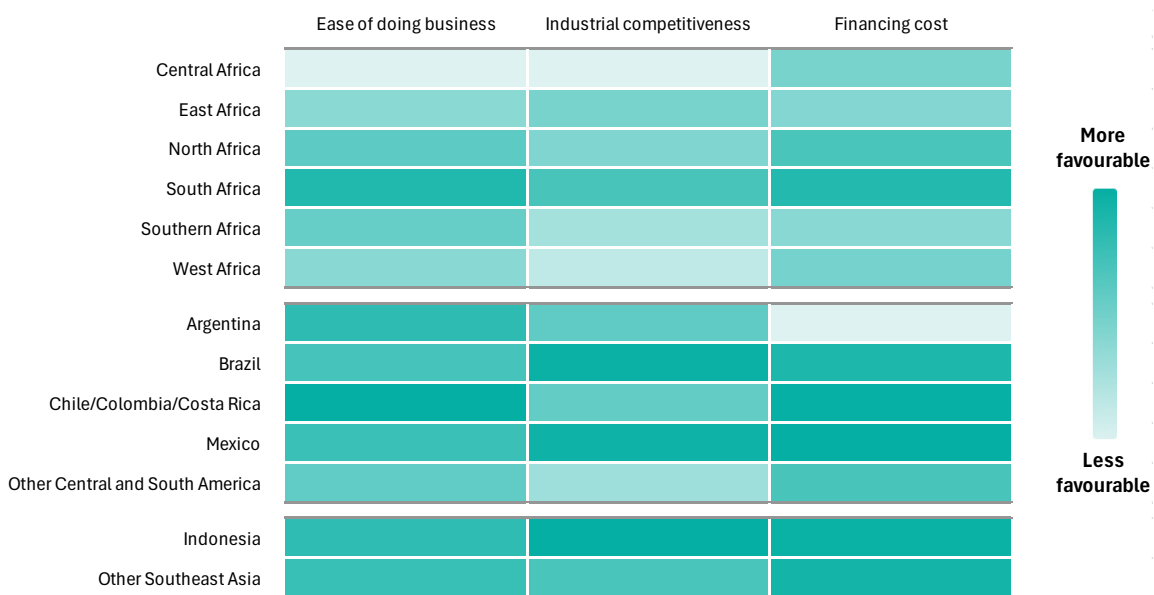 Ease of doing business Industrial competitiveness Financing cost
Central Africa
East Africa
North Africa
South Africa
Southern Africa
West Africa
Argentina
Brazil
Chile/Colombia/Costa Rica
Mexico
Other Central and South America
Indonesia
Other Southeast Asia
More
favourable
Less
favourable